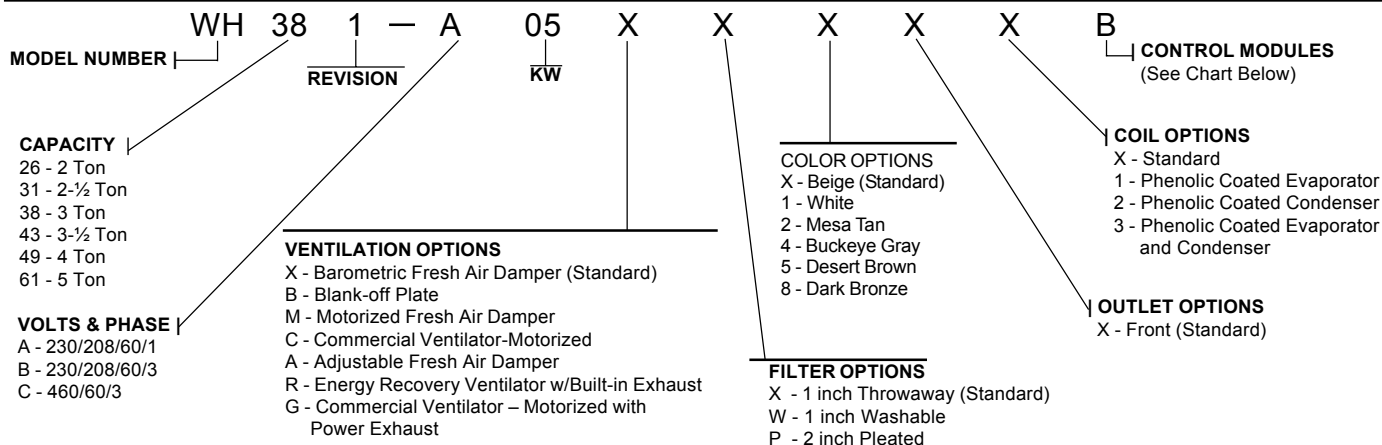 WH 38 1 – A 05 X X X X X B
MODEL NUMBER
REVISION
KW
CONTROL MODULES
(See Chart Below)
CAPACITY
26 - 2 Ton
31 - 2-½ Ton
38 - 3 Ton
43 - 3-½ Ton
49 - 4 Ton
61 - 5 Ton
VOLTS & PHASE
A - 230/208/60/1
B - 230/208/60/3
C - 460/60/3
VENTILATION OPTIONS
X - Barometric Fresh Air Damper (Standard)
B - Blank-off Plate
M - Motorized Fresh Air Damper
C - Commercial Ventilator-Motorized
A - Adjustable Fresh Air Damper
R - Energy Recovery Ventilator w/Built-in Exhaust
G - Commercial Ventilator – Motorized with
Power Exhaust
COLOR OPTIONS
X - Beige (Standard)
1 - White
2 - Mesa Tan
4 - Buckeye Gray
5 - Desert Brown
8 - Dark Bronze
FILTER OPTIONS
X - 1 inch Throwaway (Standard)
W - 1 inch Washable
P - 2 inch Pleated
COIL OPTIONS
X - Standard
1 - Phenolic Coated Evaporator
2 - Phenolic Coated Condenser
3 - Phenolic Coated Evaporator
and Condenser
OUTLET OPTIONS
X - Front (Standard)